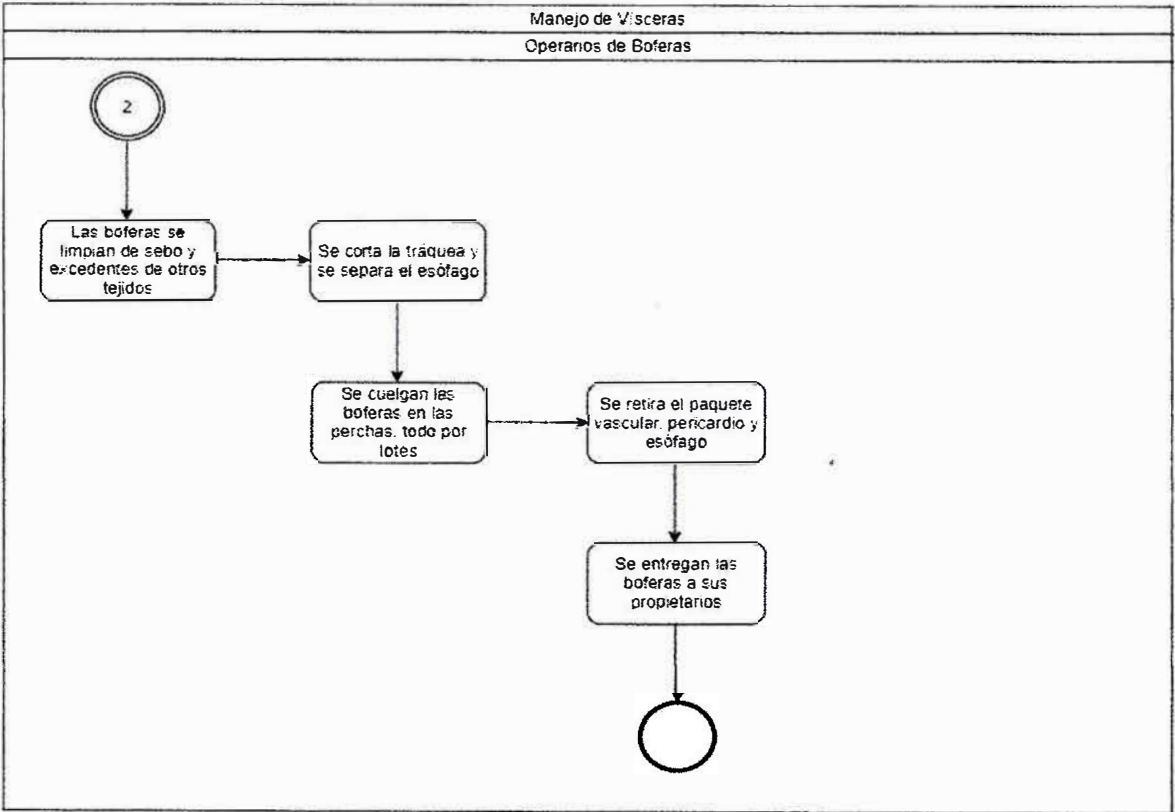 Manejo de Vísceras
Operarios de Boferas
2
Las boferas se
limpian de sebo y
excedentes de otros
tejidos
Se corta la tráquea y
se separa el esófago
Se cuelgan las
boferas en las
perchas, todo por
lotes
Se retira el paquete
vascular, pericardio y
esófago
Se entregan las
boferas a sus
propietarios